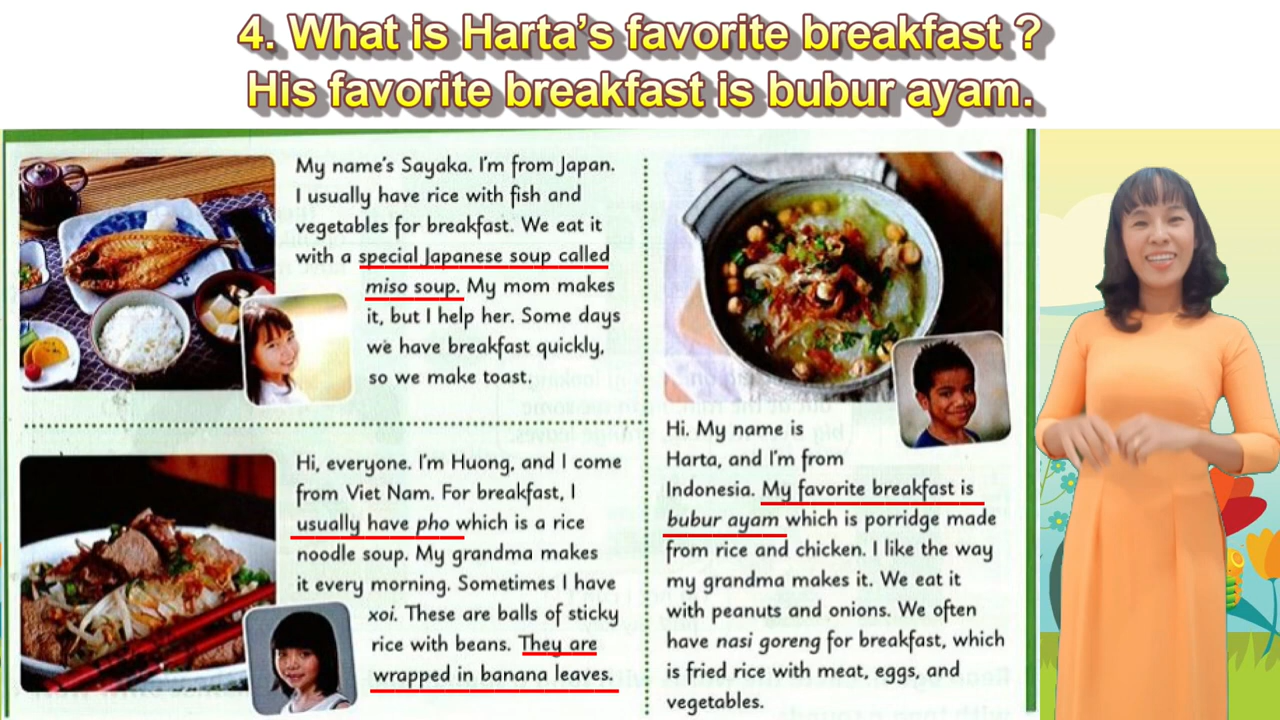 4. What is Harta's favorite breakfast ?
His favorite breakfast is bubur ayam.
My name's Sayaka. I'm from Japan.
I usually have rice with fish and
vegetables for breakfast. We eat it
with a special Japanese soup called
miso soup. My mom makes
it, but I help her. Some days
we have breakfast quickly,
so we make toast.
Hi, everyone. I'm Huong, and I come
from Viet Nam. For breakfast, I
usually have pho which is a rice
noodle soup. My grandma makes
it every morning. Sometimes I have
xoi. These are balls of sticky
rice with beans. They are
wrapped in banana leaves.
Hi. My name is
Harta, and I'm from
Indonesia. My favorite breakfast is
bubur ayam which is porridge made
from rice and chicken. I like the way
my grandma makes it. We eat it
with peanuts and onions. We often
have nasi goreng for breakfast, which
is fried rice with meat, eggs, and
vegetables.